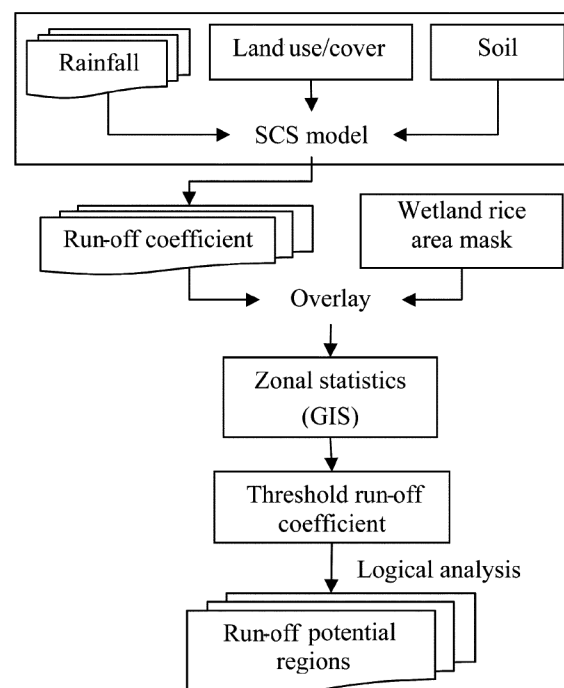 Rainfall
Land use/cover
Soil
SCS model
Run-off coefficient
Wetland rice
area mask
Overlay
Zonal statistics
(GIS)
Threshold run-off
coefficient
Logical analysis
Run-off potential
regions